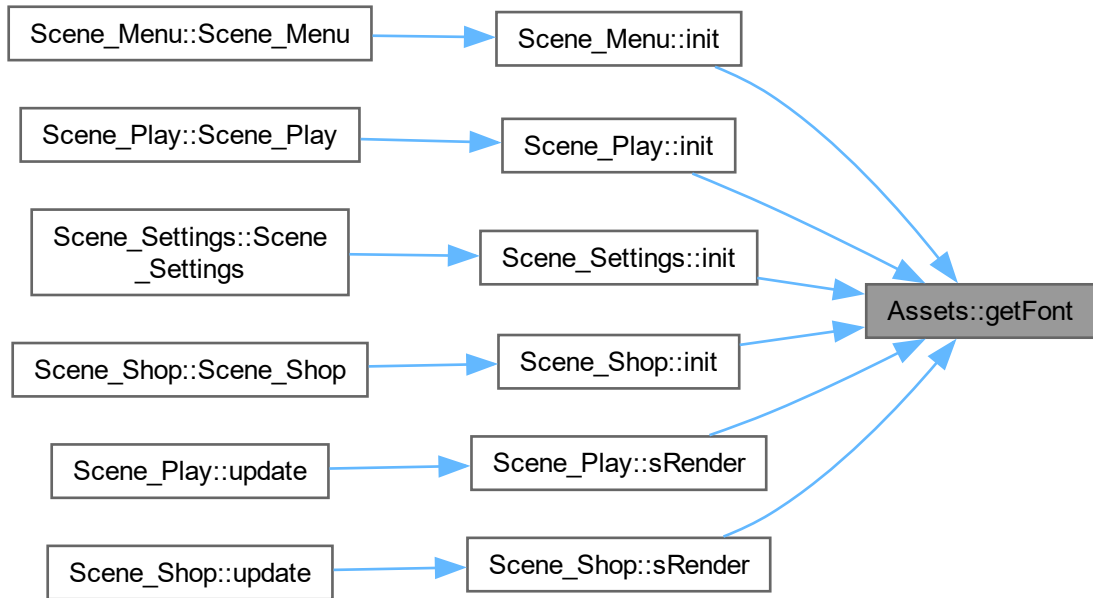 Scene_Menu::Scene_Menu
Scene_Menu::init
Scene_Play::Scene_Play
Scene_Play::init
Scene_Settings::Scene
_Settings
Scene_Settings::init
Assets::getFont
Scene_Shop::Scene_Shop
Scene_Shop::init
Scene_Play::update
Scene_Play::sRender
Scene_Shop::update
Scene_Shop::sRender